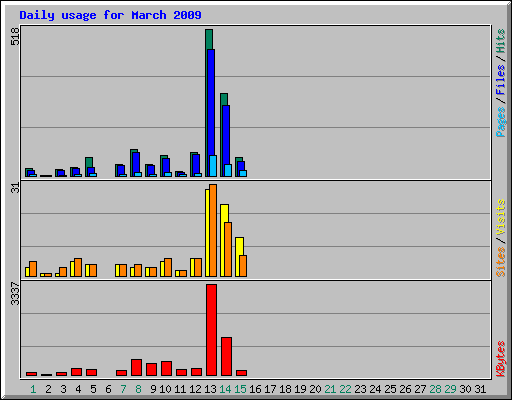 Daily usage for March 2009
518
31
3337
Pages / Files / Hits
Sites / Visits
KBytes
1 2 3 4 5 6 7 8 9 10 11 12 13 14 15 16 17 18 19 20 21 22 23 24 25 26 27 28 29 30 31